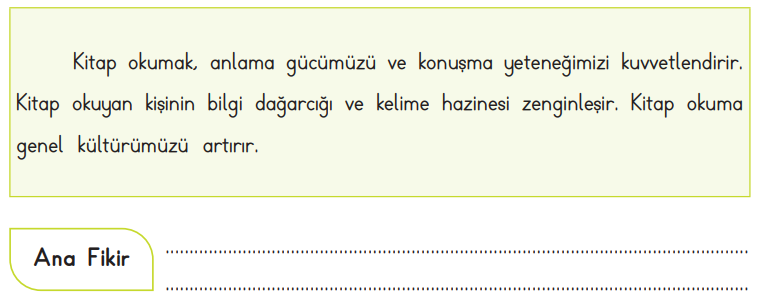 Kitap okumak, anlama gücümüzü ve konuşma yeteneğimizi kuvvetlendirir.
Kitap okuyan kişinin bilgi dağarcığı ve kelime hazinesi zenginleşir. Kitap okuma
genel kültürümüzü artırır.
Ana Fikir